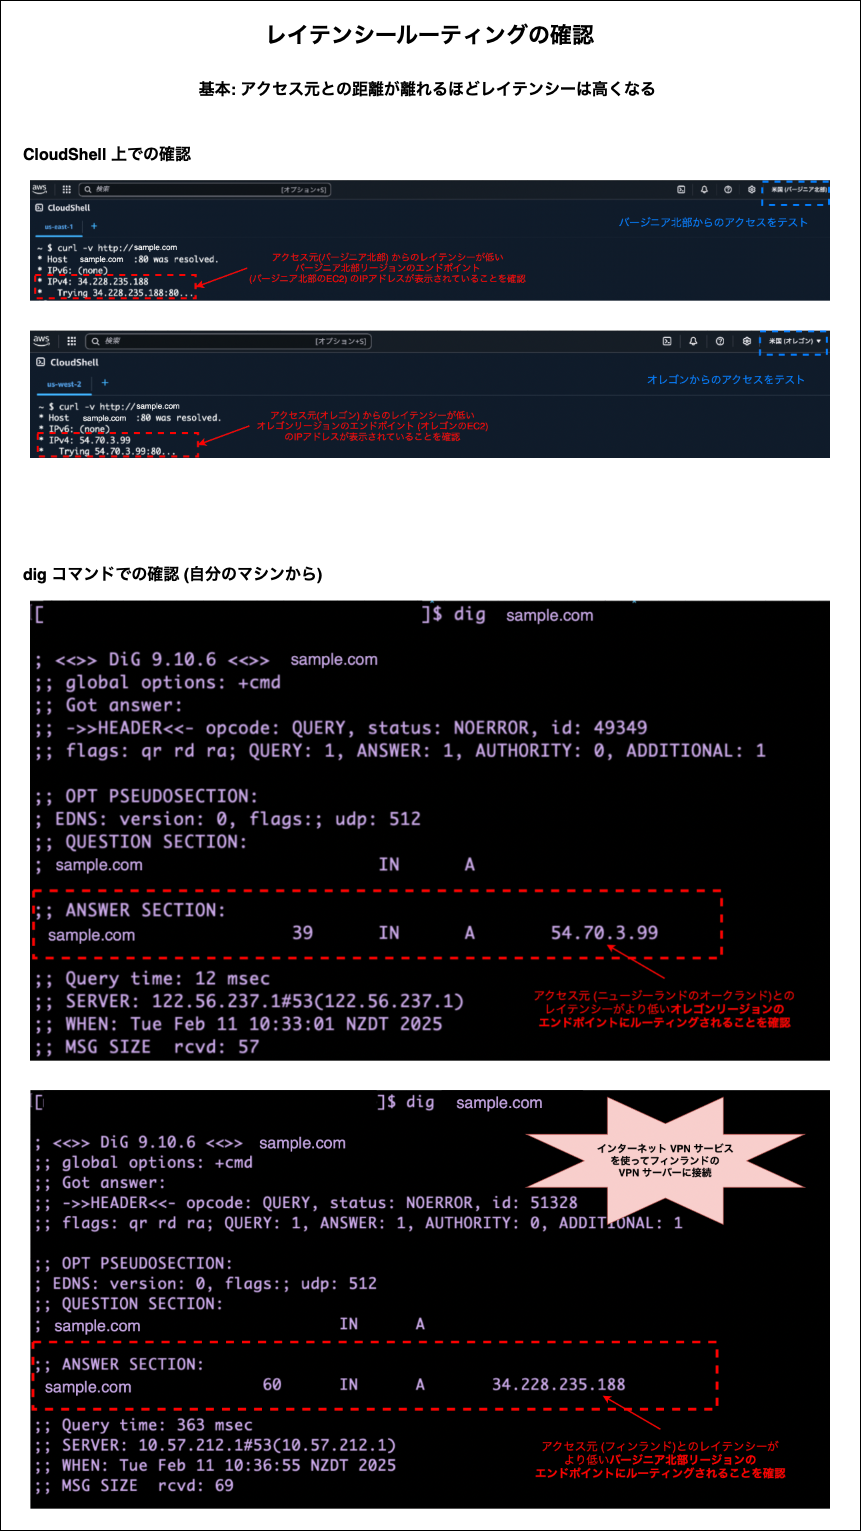 レイテンシールーティングの確認
基本: アクセス元との距離が離れるほどレイテンシーは高くなる
CloudShell 上での確認
aws
検索
[オプション+S]
米国 (バージニア北部)
CloudShell
us-east-1
+
バージニア北部からのアクセスをテスト
~ $ curl -v http://sample.com
* Host sample.com :80 was resolved.
* IPv6: (none)
* IPv4: 34.228.235.188
*   Trying 34.228.235.188:80...
アクセス元(バージニア北部) からのレイテンシーが低い
バージニア北部リージョンのエンドポイント
(バージニア北部のEC2) のIPアドレスが表示されていることを確認
aws
検索
[オプション+S]
米国 (オレゴン) ▼
CloudShell
us-west-2
+
オレゴンからのアクセスをテスト
~ $ curl -v http://sample.com
* Host sample.com :80 was resolved.
* IPv6: (none)
* IPv4: 54.70.3.99
*   Trying 54.70.3.99:80...
アクセス元(オレゴン) からのレイテンシーが低い
オレゴンリージョンのエンドポイント (オレゴンのEC2)
のIPアドレスが表示されていることを確認
dig コマンドでの確認 (自分のマシンから)
[ ]$ dig sample.com
; <<>> DiG 9.10.6 <<>> sample.com
;; global options: +cmd
;; Got answer:
;; ->>HEADER<<- opcode: QUERY, status: NOERROR, id: 49349
;; flags: qr rd ra; QUERY: 1, ANSWER: 1, AUTHORITY: 0, ADDITIONAL: 1
;; OPT PSEUDOSECTION:
; EDNS: version: 0, flags:; udp: 512
;; QUESTION SECTION:
; sample.com IN A
;; ANSWER SECTION:
sample.com 39 IN A 54.70.3.99
;; Query time: 12 msec
;; SERVER: 122.56.237.1#53(122.56.237.1)
;; WHEN: Tue Feb 11 10:33:01 NZDT 2025
;; MSG SIZE rcvd: 57
アクセス元 (ニュージーランドのオークランド)との
レイテンシーがより低いオレゴンリージョンの
エンドポイントにルーティングされることを確認
[ ]$ dig sample.com
; <<>> DiG 9.10.6 <<>> sample.com
;; global options: +cmd
;; Got answer:
;; ->>HEADER<<- opcode: QUERY, status: NOERROR, id: 51328
;; flags: qr rd ra; QUERY: 1, ANSWER: 1, AUTHORITY: 0, ADDITIONAL: 1
インターネット VPN サービス
を使ってフィンランドの
VPN サーバーに接続
;; OPT PSEUDOSECTION:
; EDNS: version: 0, flags:; udp: 512
;; QUESTION SECTION:
; sample.com IN A
;; ANSWER SECTION:
sample.com 60 IN A 34.228.235.188
;; Query time: 363 msec
;; SERVER: 10.57.212.1#53(10.57.212.1)
;; WHEN: Tue Feb 11 10:36:55 NZDT 2025
;; MSG SIZE rcvd: 69
アクセス元 (フィンランド)とのレイテンシーが
より低いバージニア北部リージョンの
エンドポイントにルーティングされることを確認